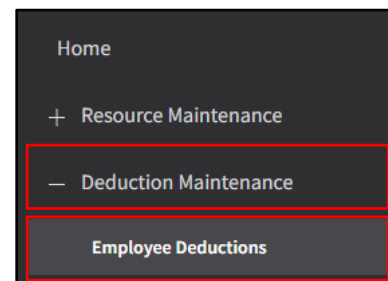 Home
+ Resource Maintenance
– Deduction Maintenance
Employee Deductions